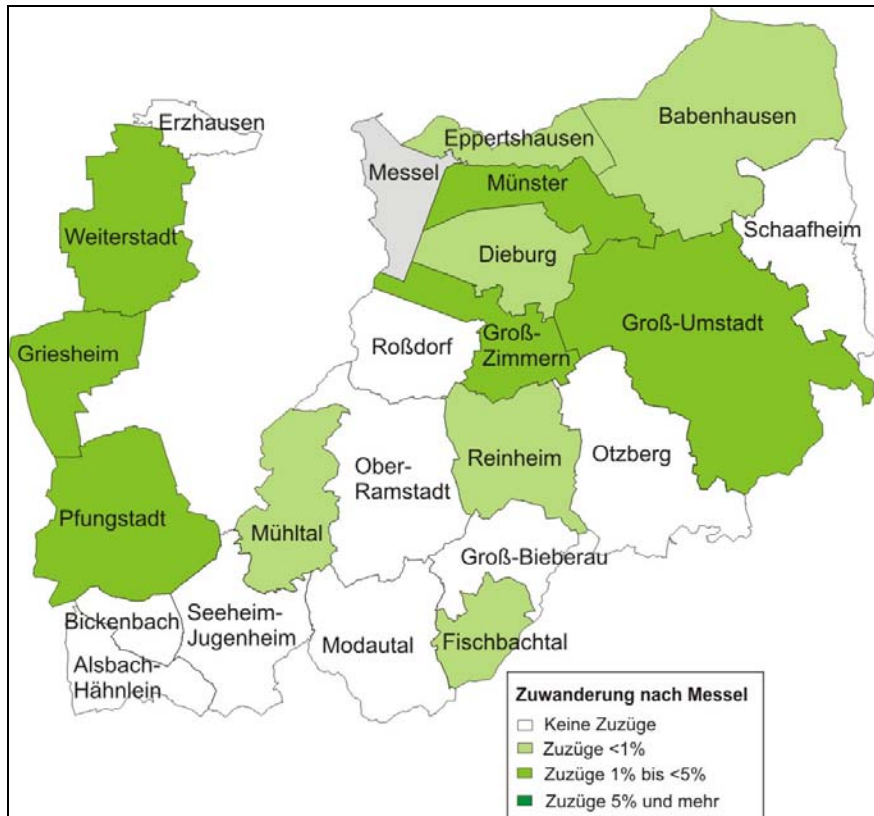 Erzhausen
Babenhausen
Eppertshausen
Messel
Münster
Schaafheim
Weiterstadt
Dieburg
Groß-Umstadt
Griesheim
Roßdorf
Groß-
Zimmern
Ober-
Ramstadt
Reinheim
Otzberg
Pfungstadt
Mühltal
Groß-Bieberau
Bickenbach
Seeheim-
Jugenheim
Modautal
Fischbachtal
Alsbach-
Hähnlein
Zuwanderung nach Messel
Keine Zuzüge
Zuzüge <1%
Zuzüge 1% bis <5%
Zuzüge 5% und mehr